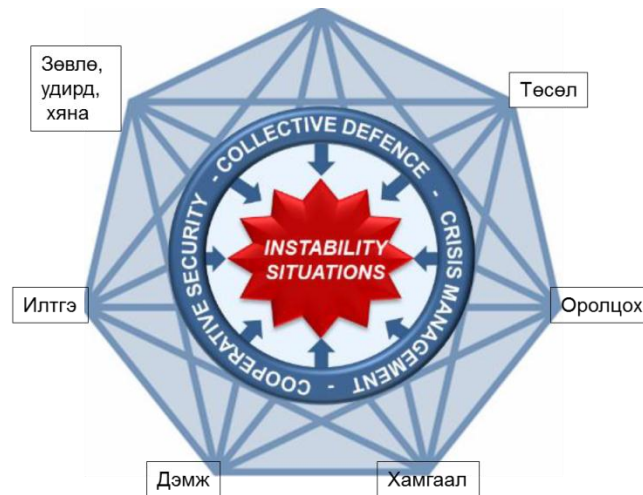 Зөвлө,
удирд,
хяна
Төсөл
COLLECTIVE DEFENCE - CRISIS MANAGEMENT - COOPERATIVE SECURITY -
INSTABILITY
SITUATIONS
Илтгэ
Оролцох
Дэмж
Хамгаал